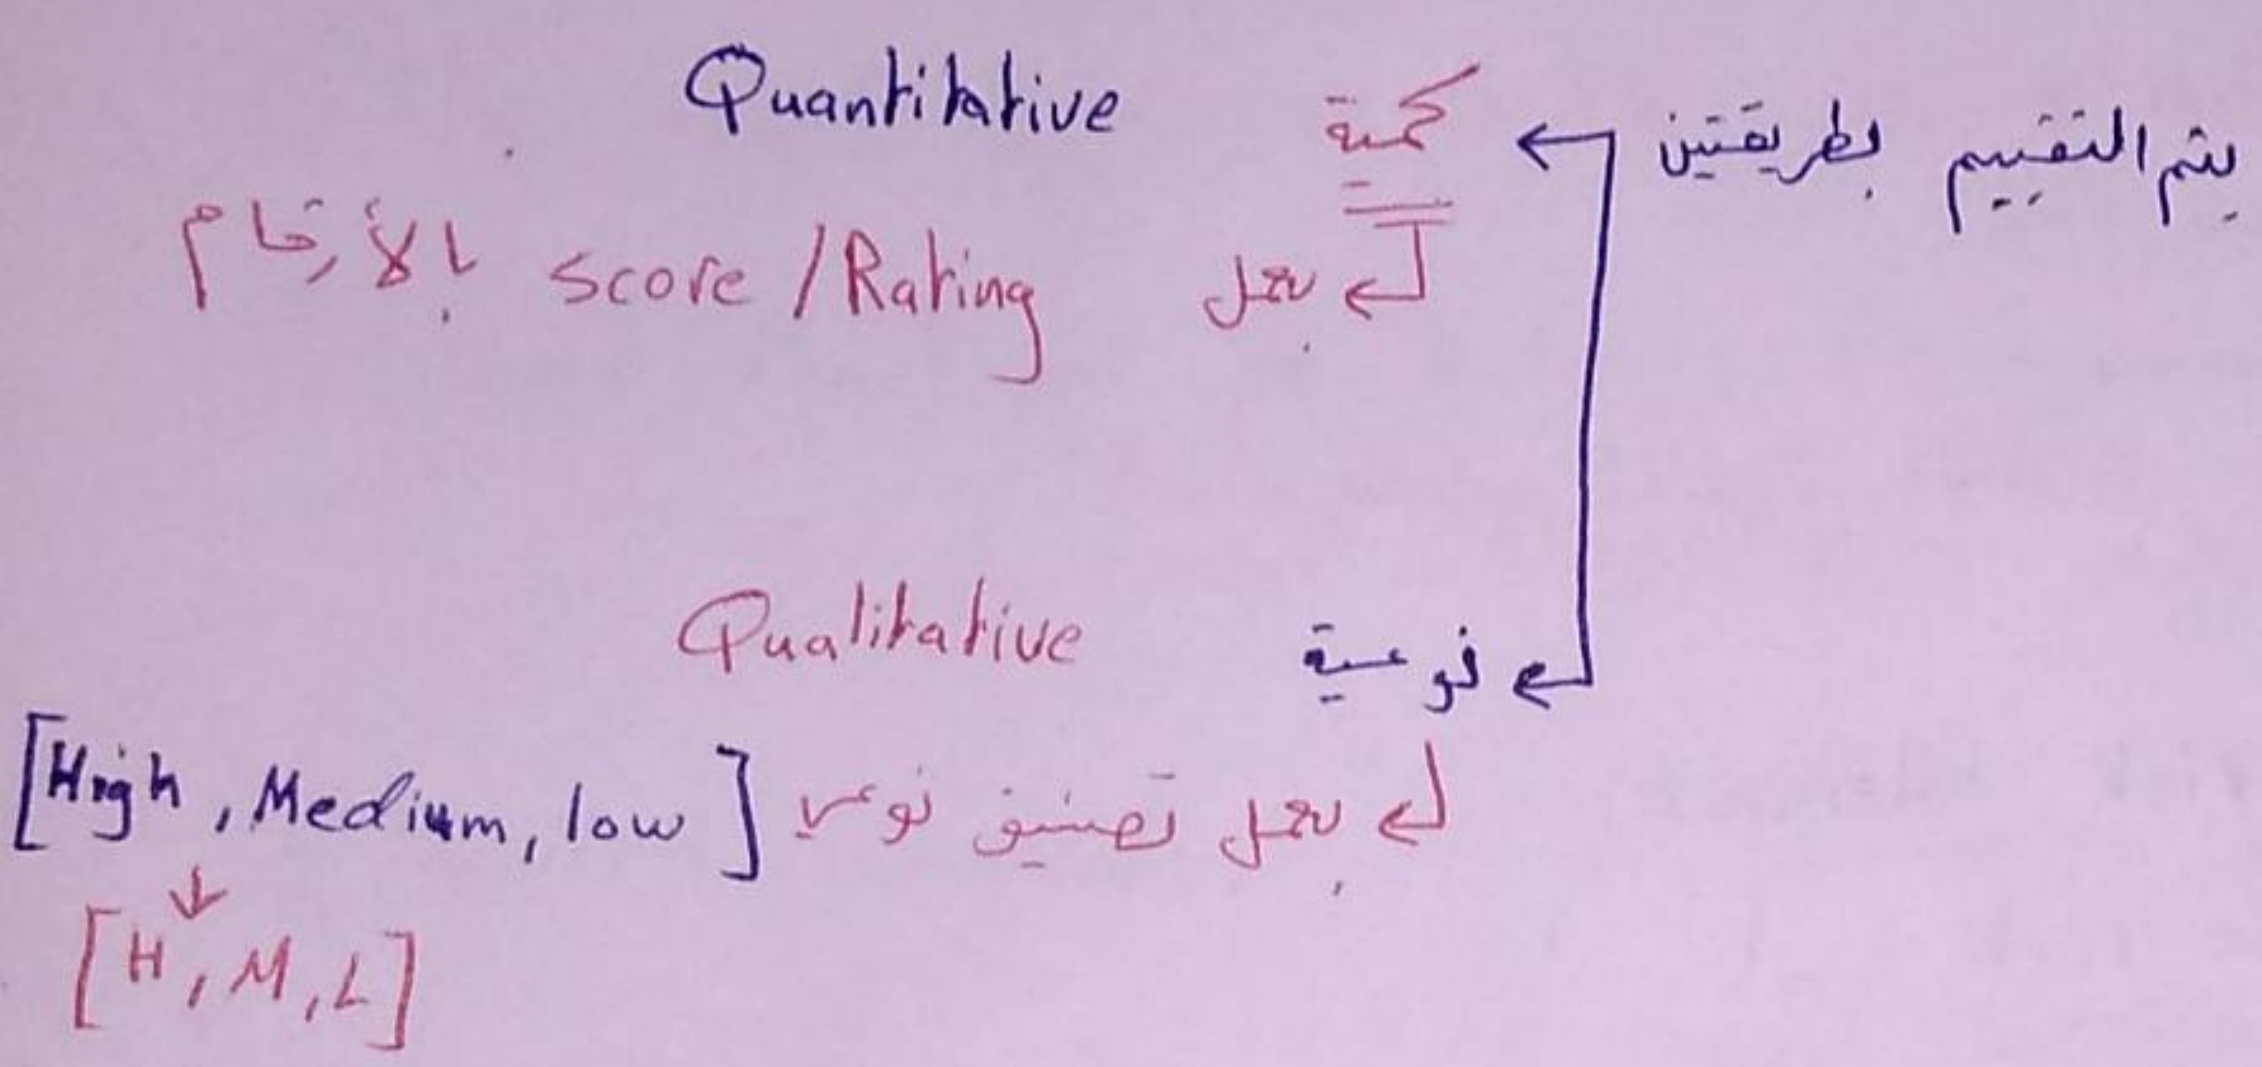 يتم التقييم بطريقتين ← كمية Quantitative
بعمل Score / Rating بالأرقام
نوعية Qualitative
بعمل تصنيف نوعي [High, Medium, low]
↓
[H, M, L]